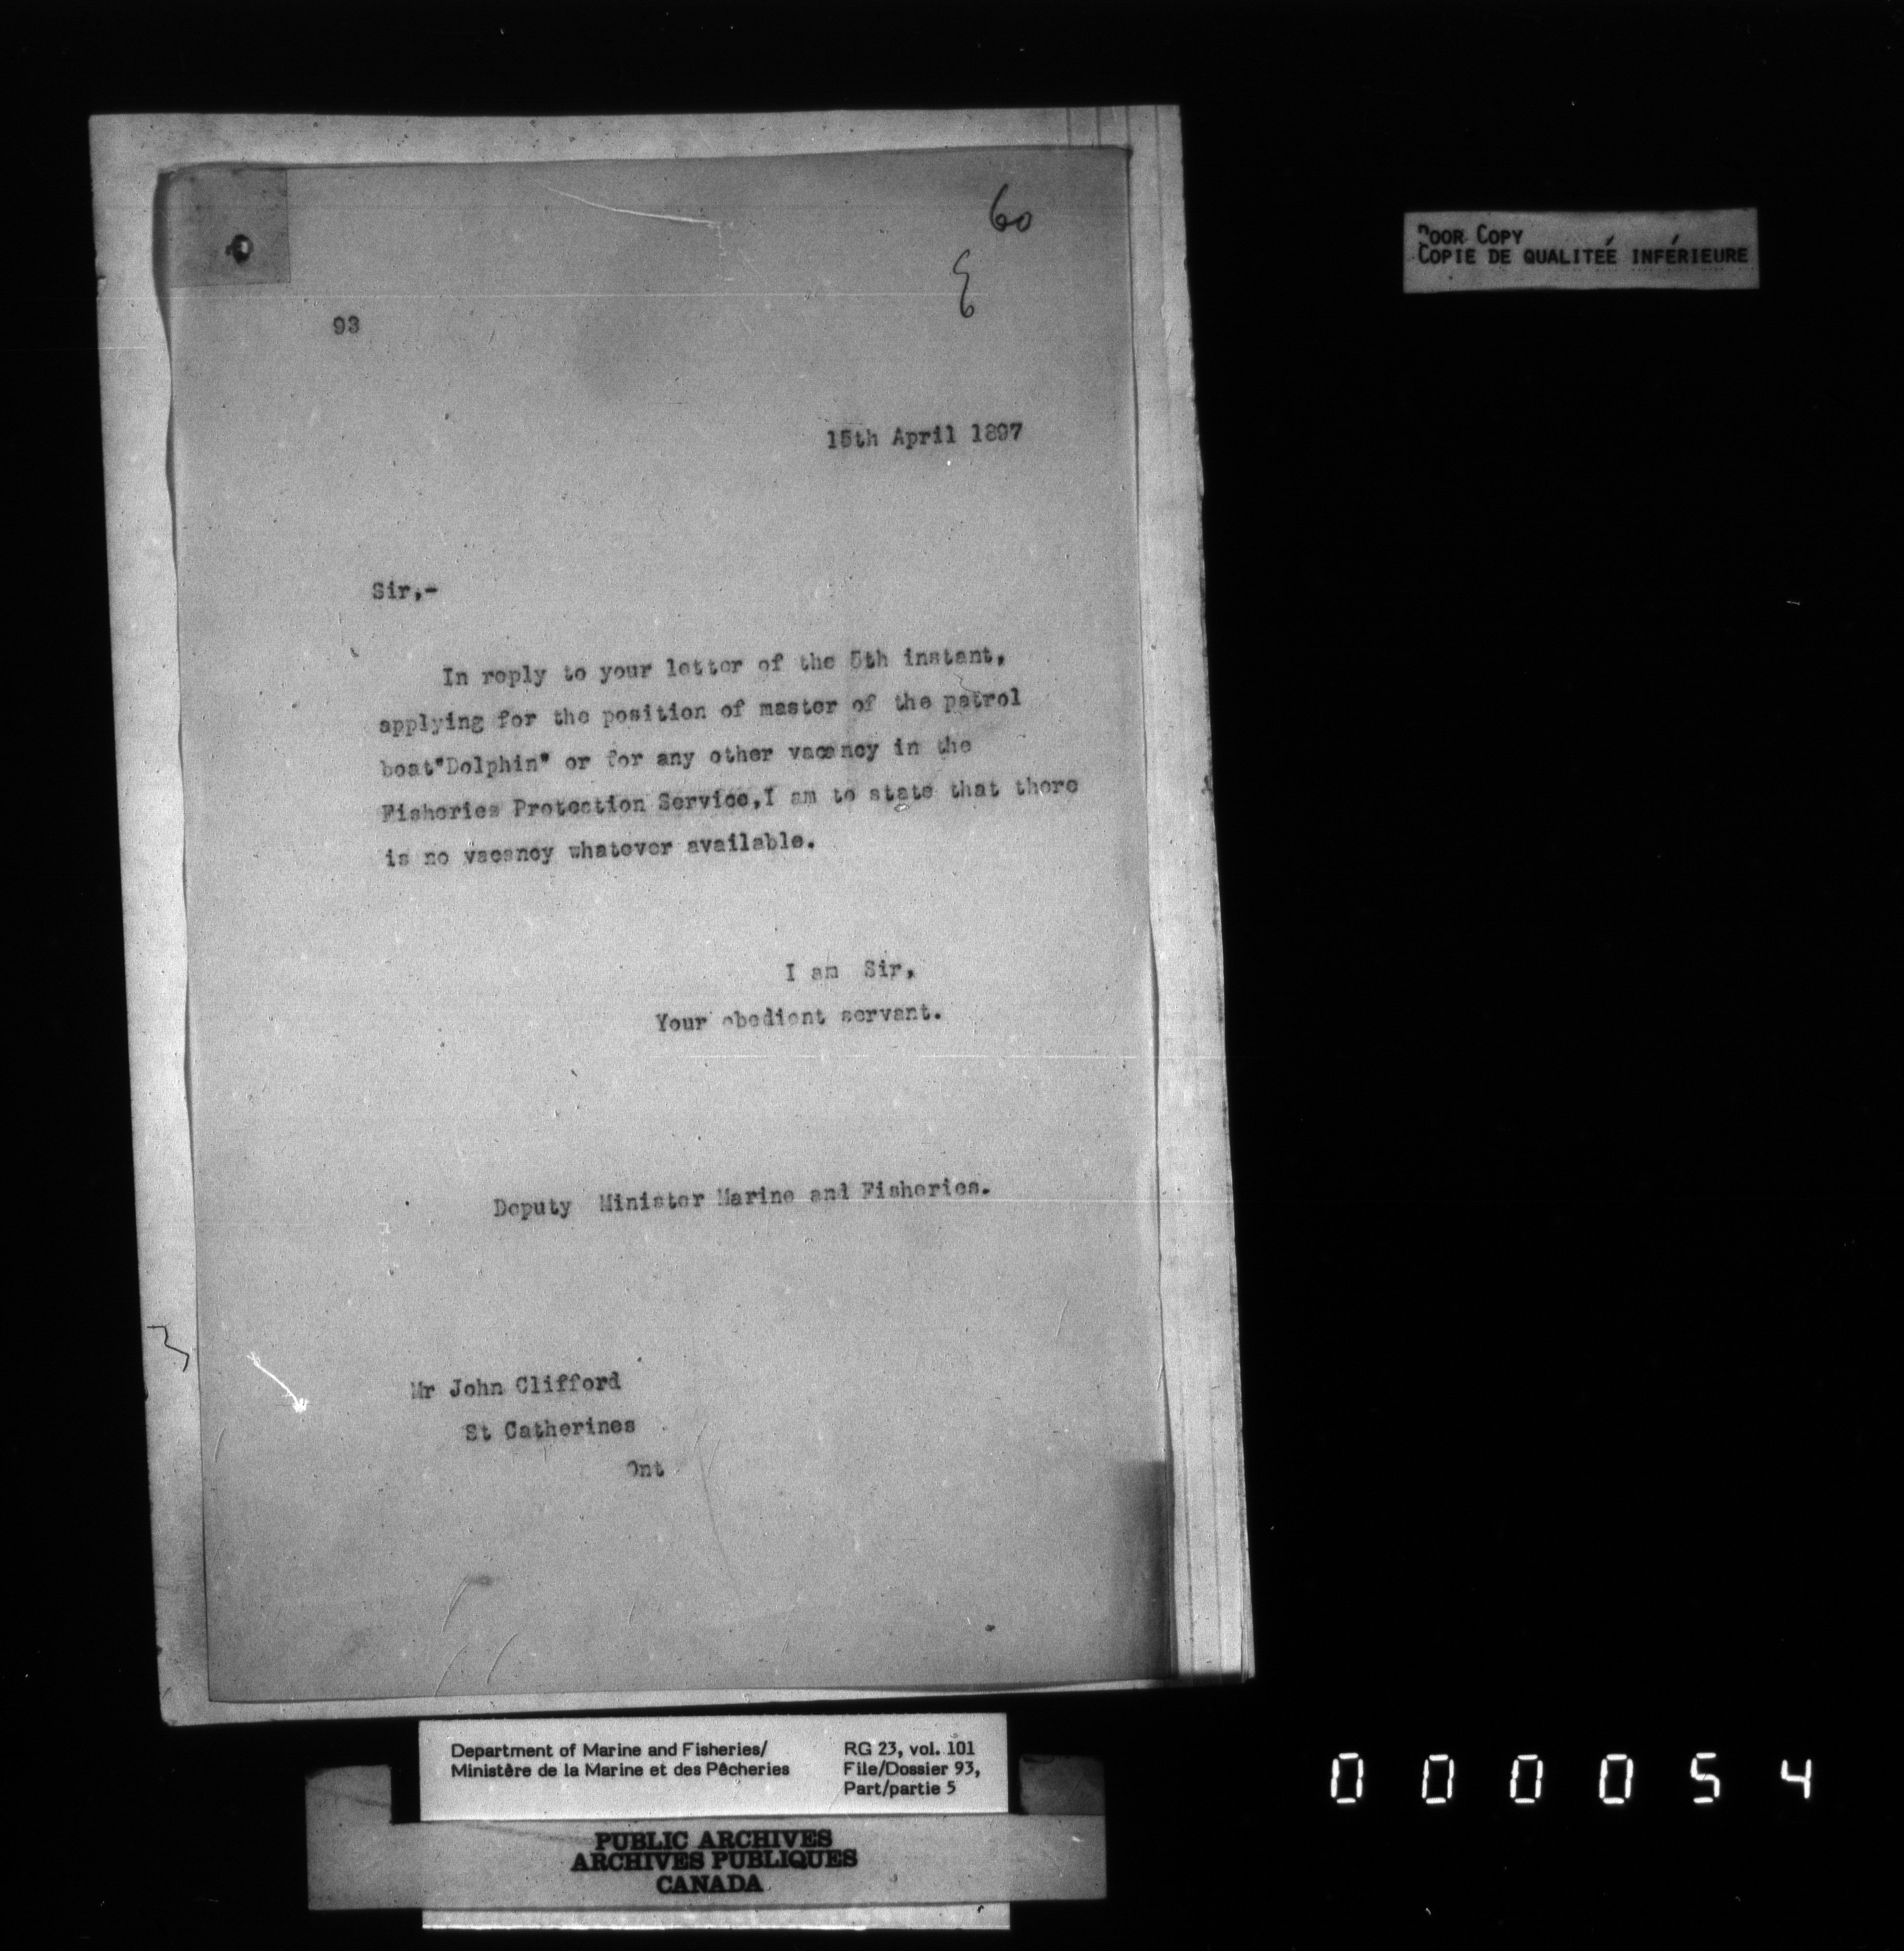 60
93
15th April 1897
Sir,-
In reply to your letter of the 5th instant,
applying for the position of master of the patrol
boat"Dolphin" or for any other vacancy in the
Fisheries Protection Service,I am to state that there
is no vacancy whatever available.
I am Sir,
Your obedient servant.
Deputy Minister Marine and Fisheries.
Mr John Clifford
St Catherines
Ont
POOR COPY
COPIE DE QUALITEÉ INFÉRIEURE
Department of Marine and Fisheries/
Ministère de la Marine et des Pêcheries
RG 23, vol. 101
File/Dossier 93,
Part/partie 5
PUBLIC ARCHIVES
ARCHIVES PUBLIQUES
CANADA
000054